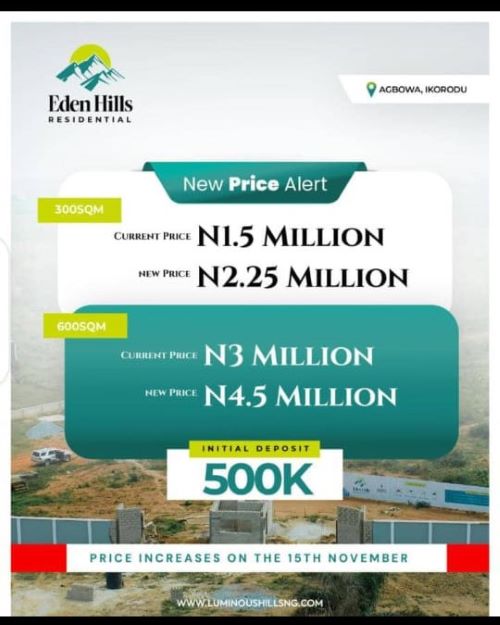 Eden Hills
RESIDENTIAL
AGBOWA, IKORODU
New Price Alert
300SQM
CURRENT PRICE N1.5 MILLION
NEW PRICE N2.25 MILLION
600SQM
CURRENT PRICE N3 MILLION
NEW PRICE N4.5 MILLION
INITIAL DEPOSIT
500K
PRICE INCREASES ON THE 15TH NOVEMBER
WWW.LUMINOUSHILLSNG.COM